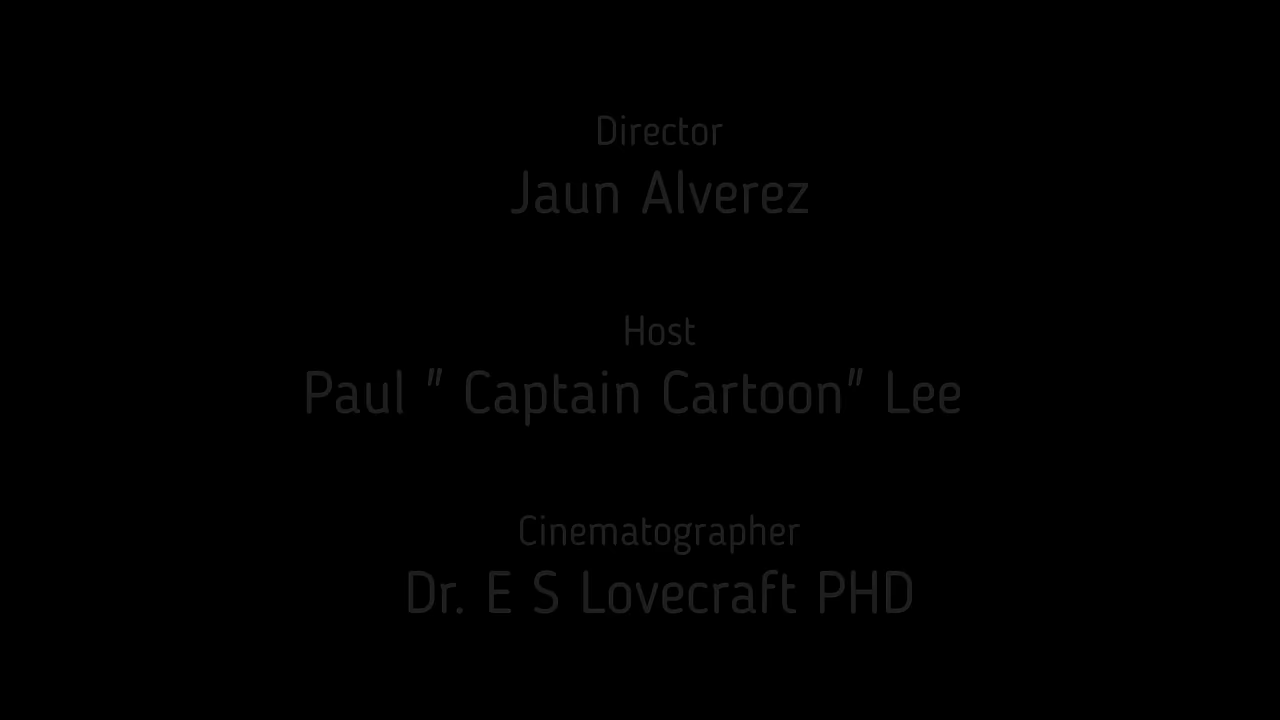 Director
Jaun Alverez
Host
Paul " Captain Cartoon" Lee
Cinematographer
Dr. E S Lovecraft PHD